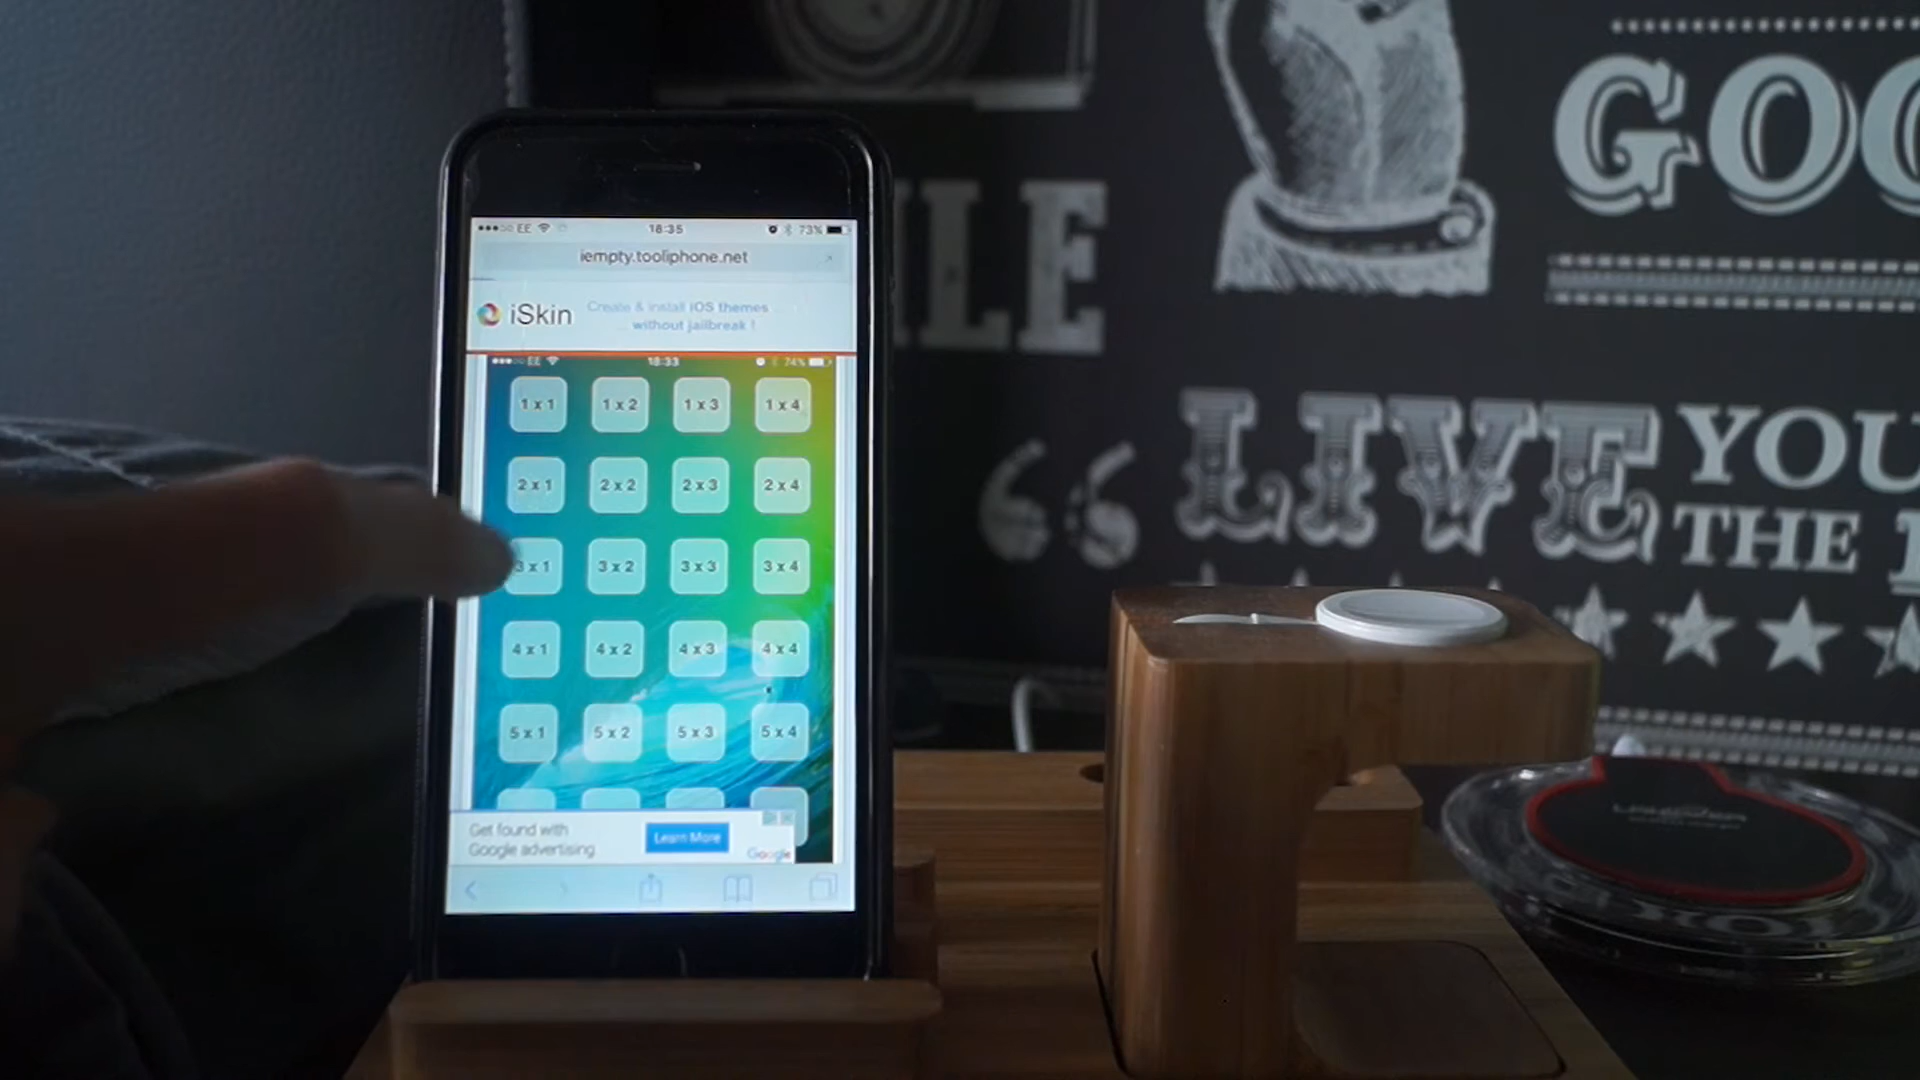 EE 18:35 73%
iempty.tooliphone.net
iSkin
Create & install iOS themes
... without jailbreak !
EE 18:33 74%
1 x 1 1 x 2 1 x 3 1 x 4
2 x 1 2 x 2 2 x 3 2 x 4
3 x 1 3 x 2 3 x 3 3 x 4
4 x 1 4 x 2 4 x 3 4 x 4
5 x 1 5 x 2 5 x 3 5 x 4
Get found with
Google advertising
Learn More
Google
GOO
ILE
“ LIVE YOU
THE